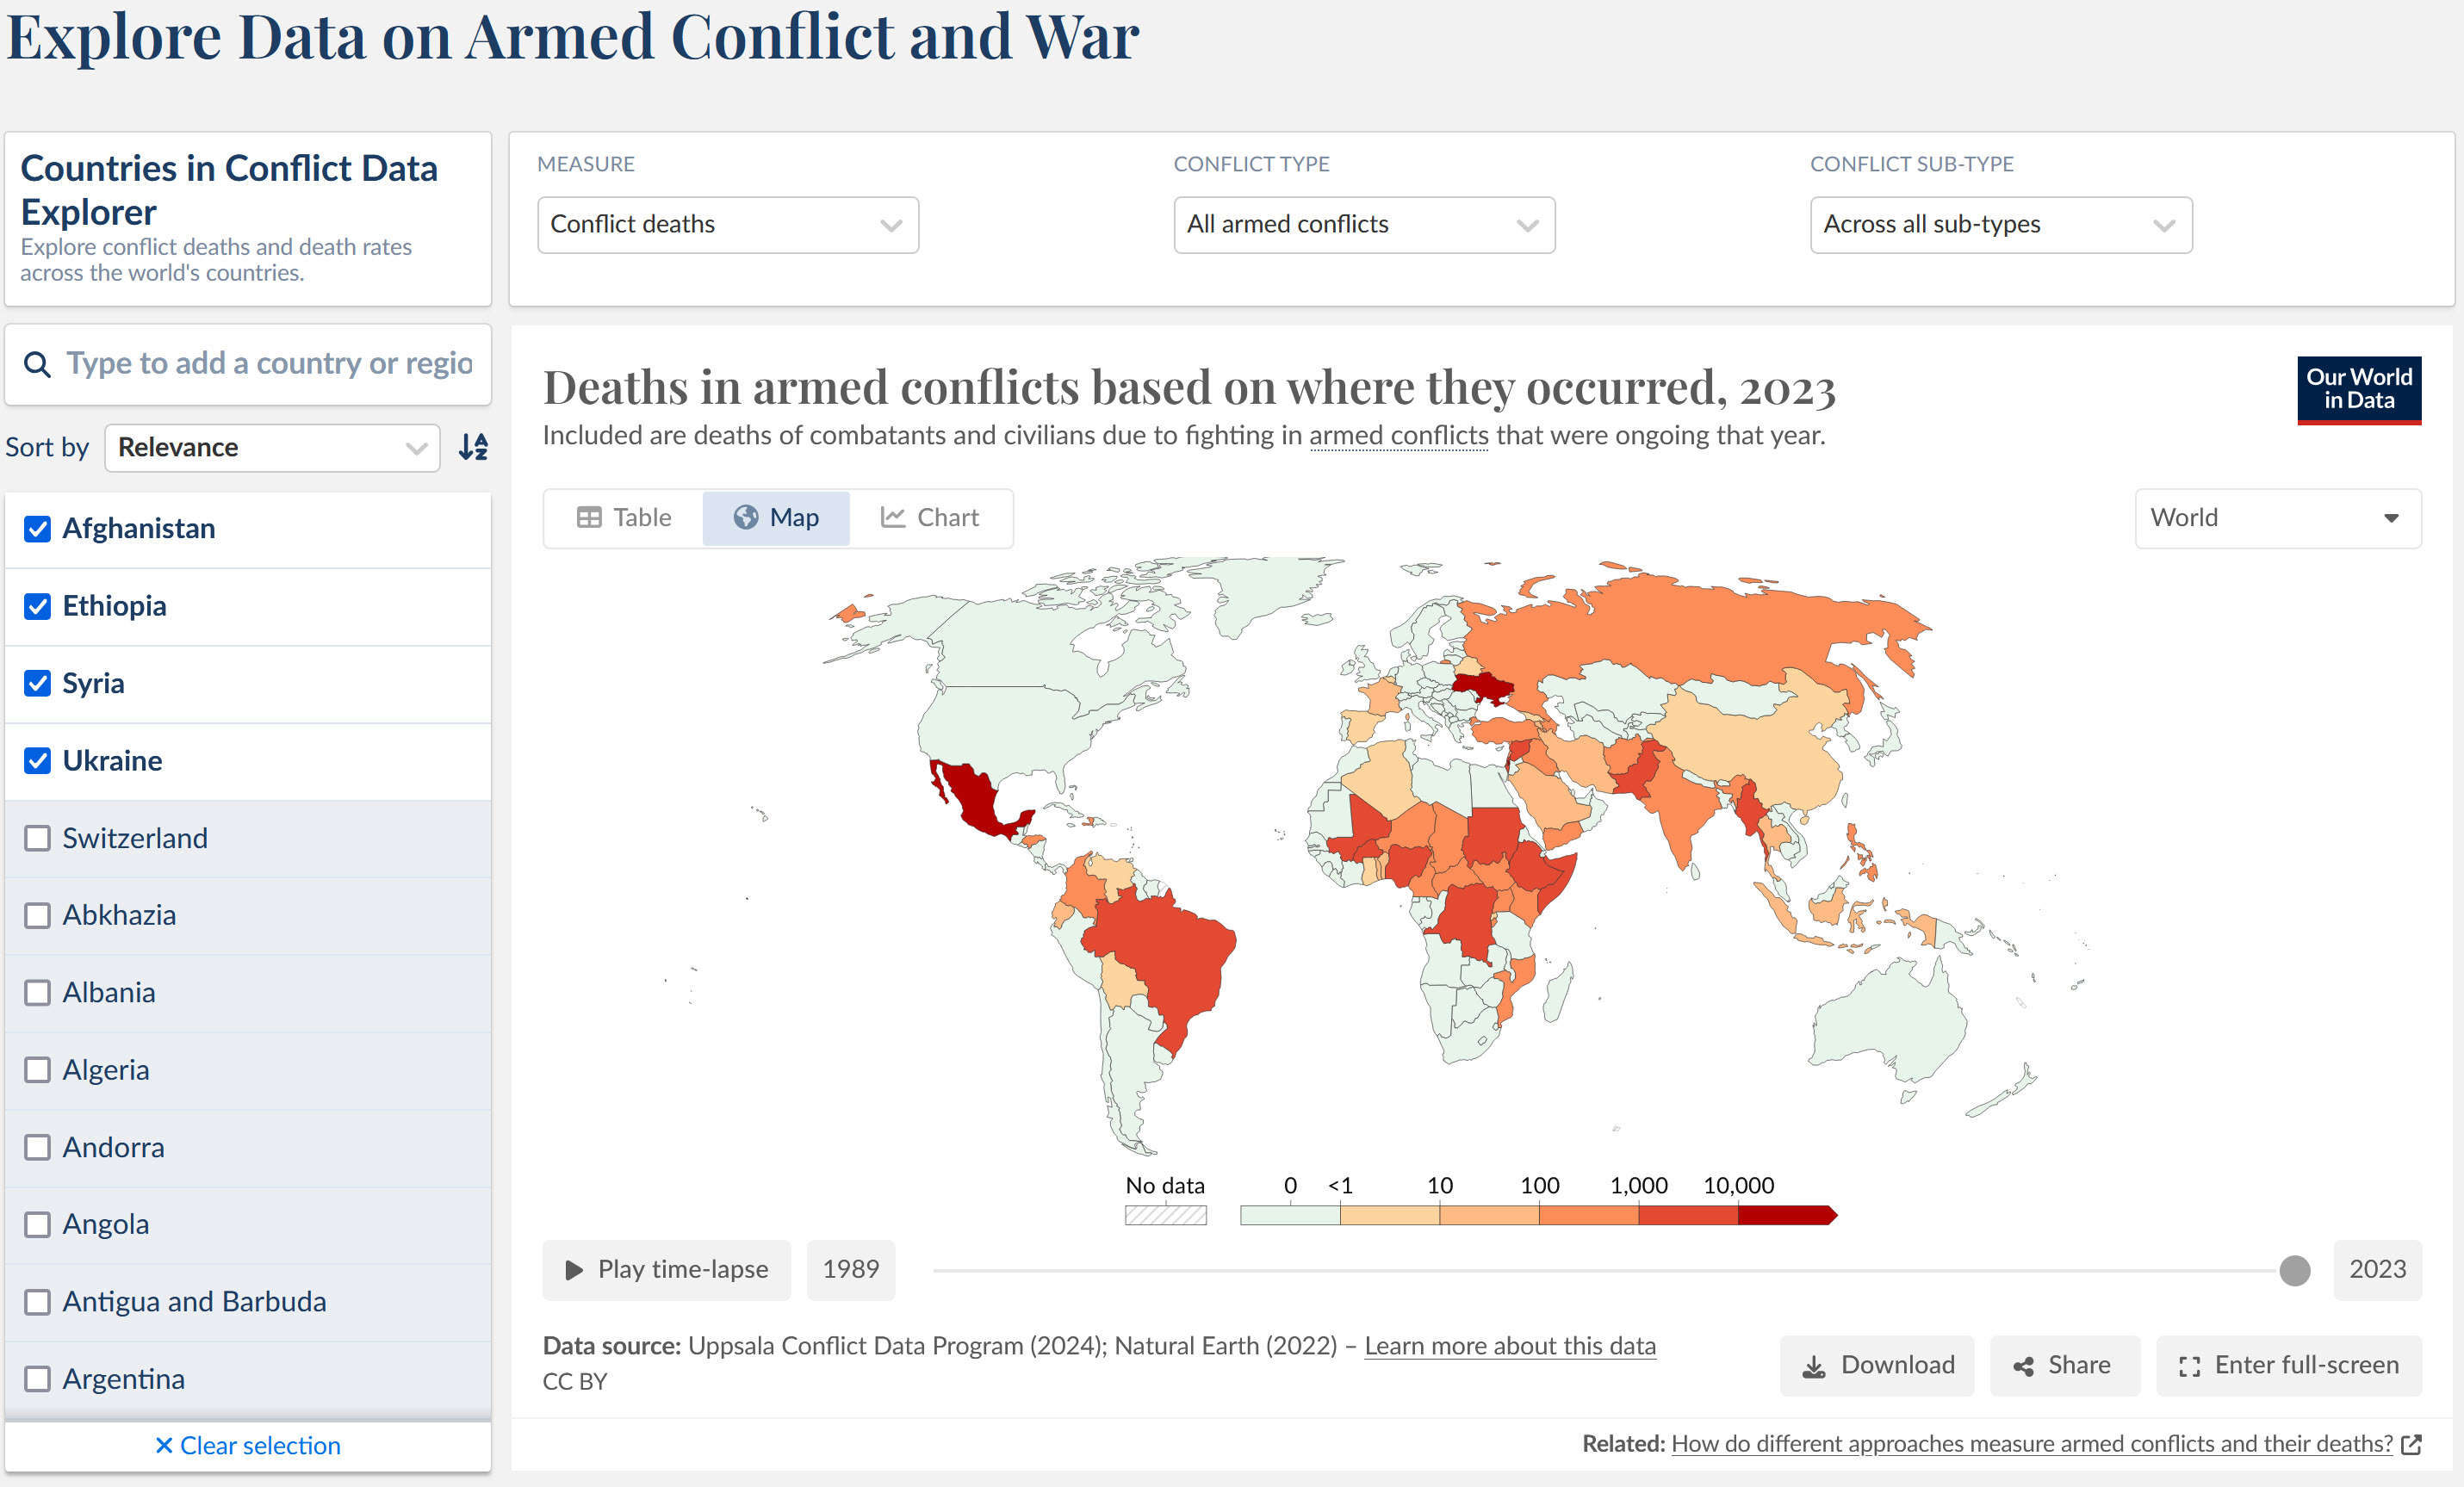 Explore Data on Armed Conflict and War
Countries in Conflict Data
Explorer
Explore conflict deaths and death rates
across the world's countries.
MEASURE
Conflict deaths
CONFLICT TYPE
All armed conflicts
CONFLICT SUB-TYPE
Across all sub-types
Type to add a country or regio
Sort by
Relevance
Afghanistan
Ethiopia
Syria
Ukraine
Switzerland
Abkhazia
Albania
Algeria
Andorra
Angola
Antigua and Barbuda
Argentina
Clear selection
Deaths in armed conflicts based on where they occurred, 2023
Included are deaths of combatants and civilians due to fighting in armed conflicts that were ongoing that year.
Our World
in Data
Table
Map
Chart
World
No data
0
<1
10
100
1,000
10,000
Play time-lapse
1989
2023
Data source: Uppsala Conflict Data Program (2024); Natural Earth (2022) – Learn more about this data
CC BY
Download
Share
Enter full-screen
Related: How do different approaches measure armed conflicts and their deaths?